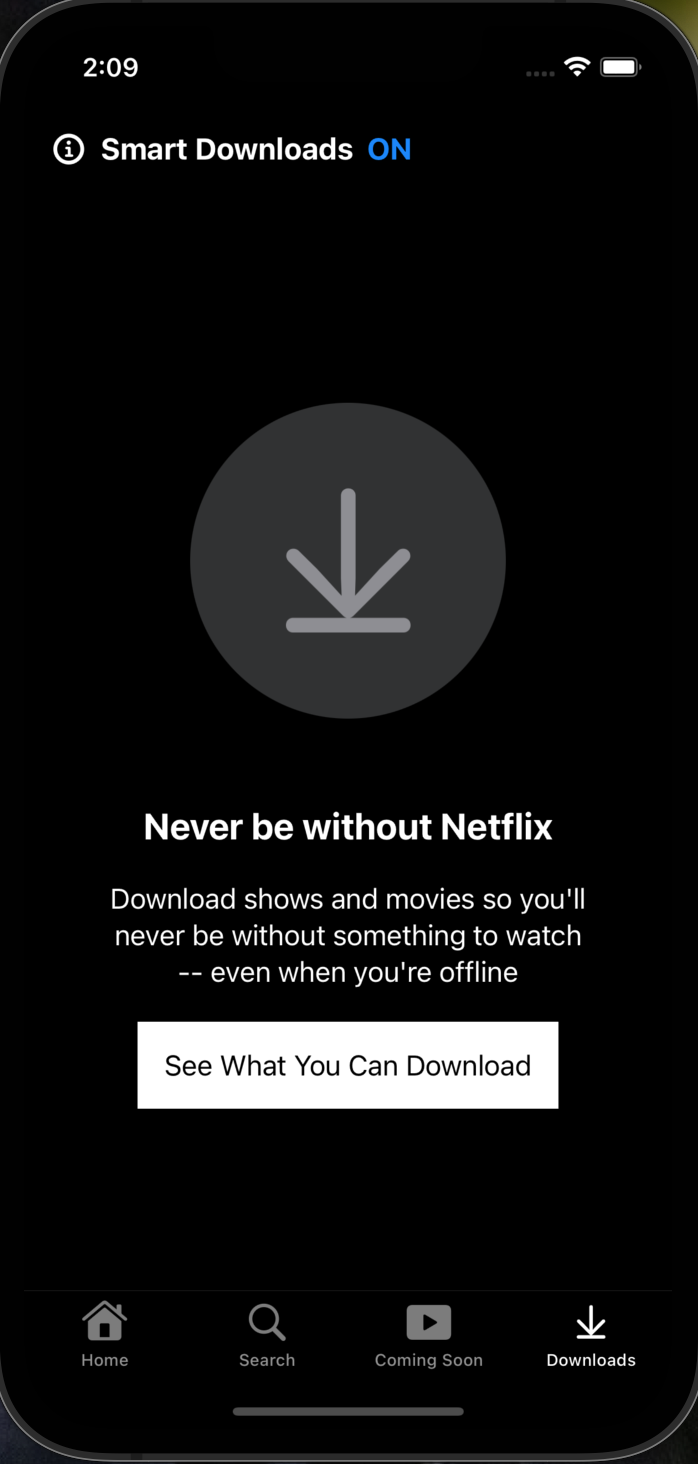 2:09
Smart Downloads ON
Never be without Netflix
Download shows and movies so you'll
never be without something to watch
-- even when you're offline
See What You Can Download
Home Search Coming Soon Downloads